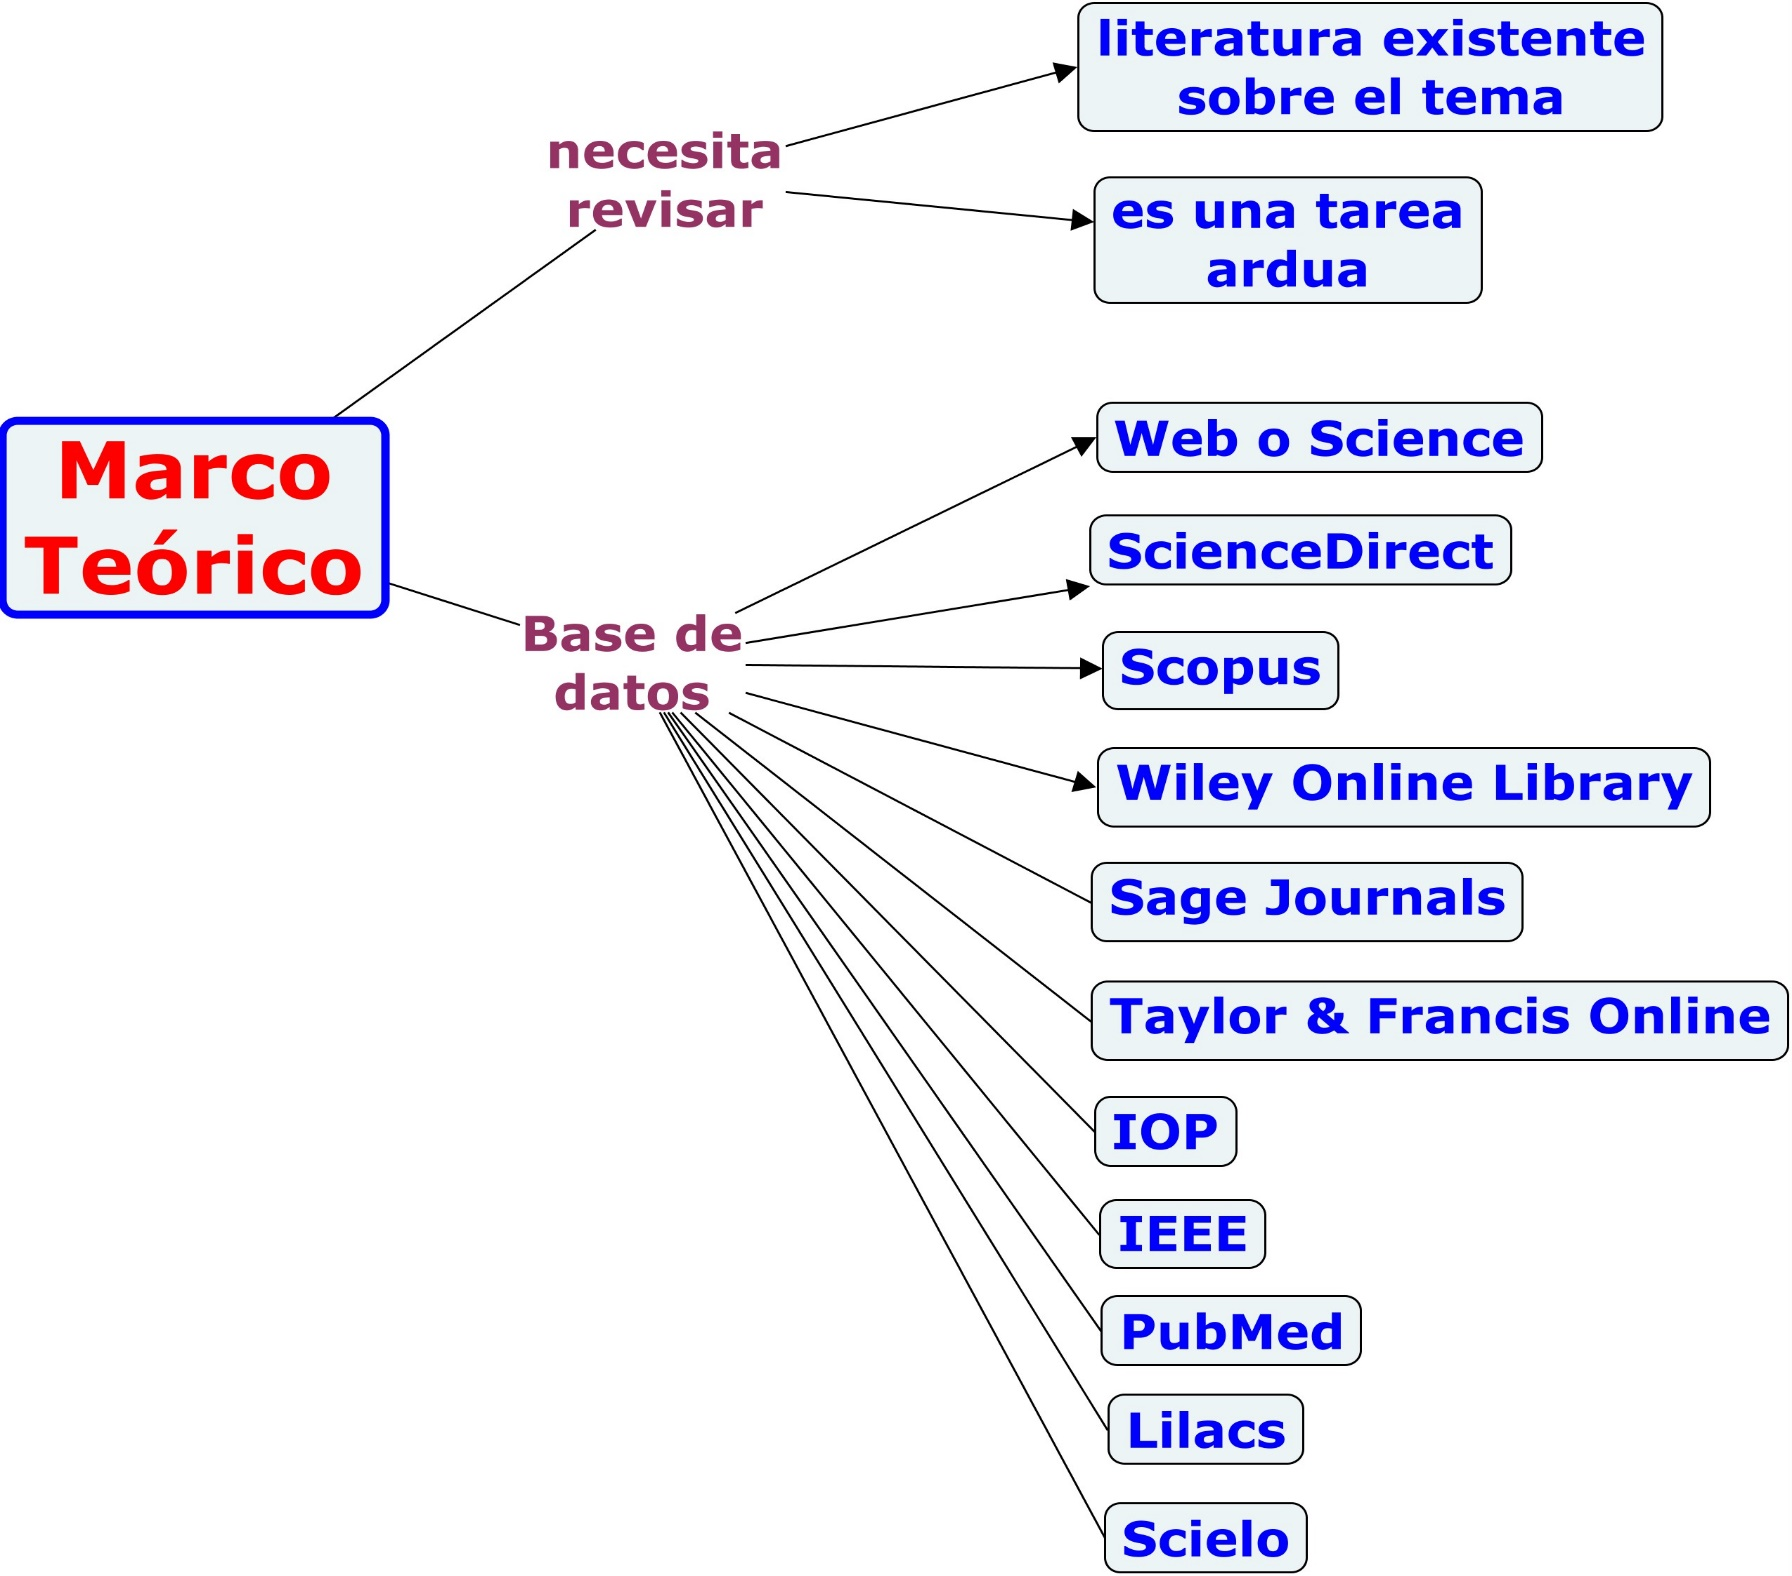 literatura existente
sobre el tema
necesita
revisar
es una tarea
ardua
Marco
Teórico
Web o Science
ScienceDirect
Base de
datos
Scopus
Wiley Online Library
Sage Journals
Taylor & Francis Online
IOP
IEEE
PubMed
Lilacs
Scielo